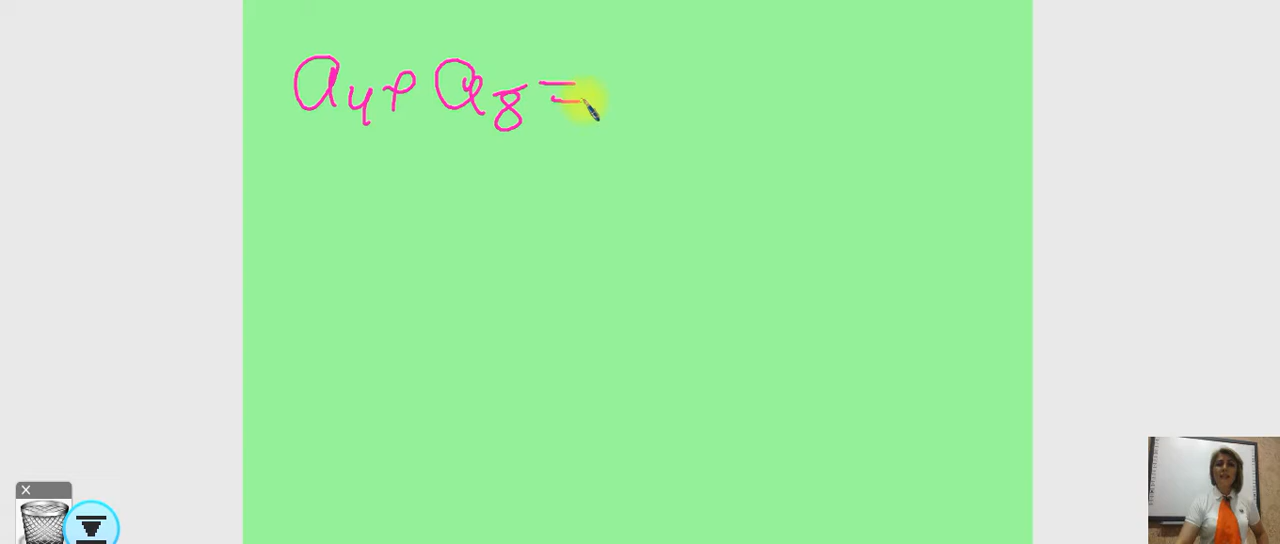 a₄ + a₈ =